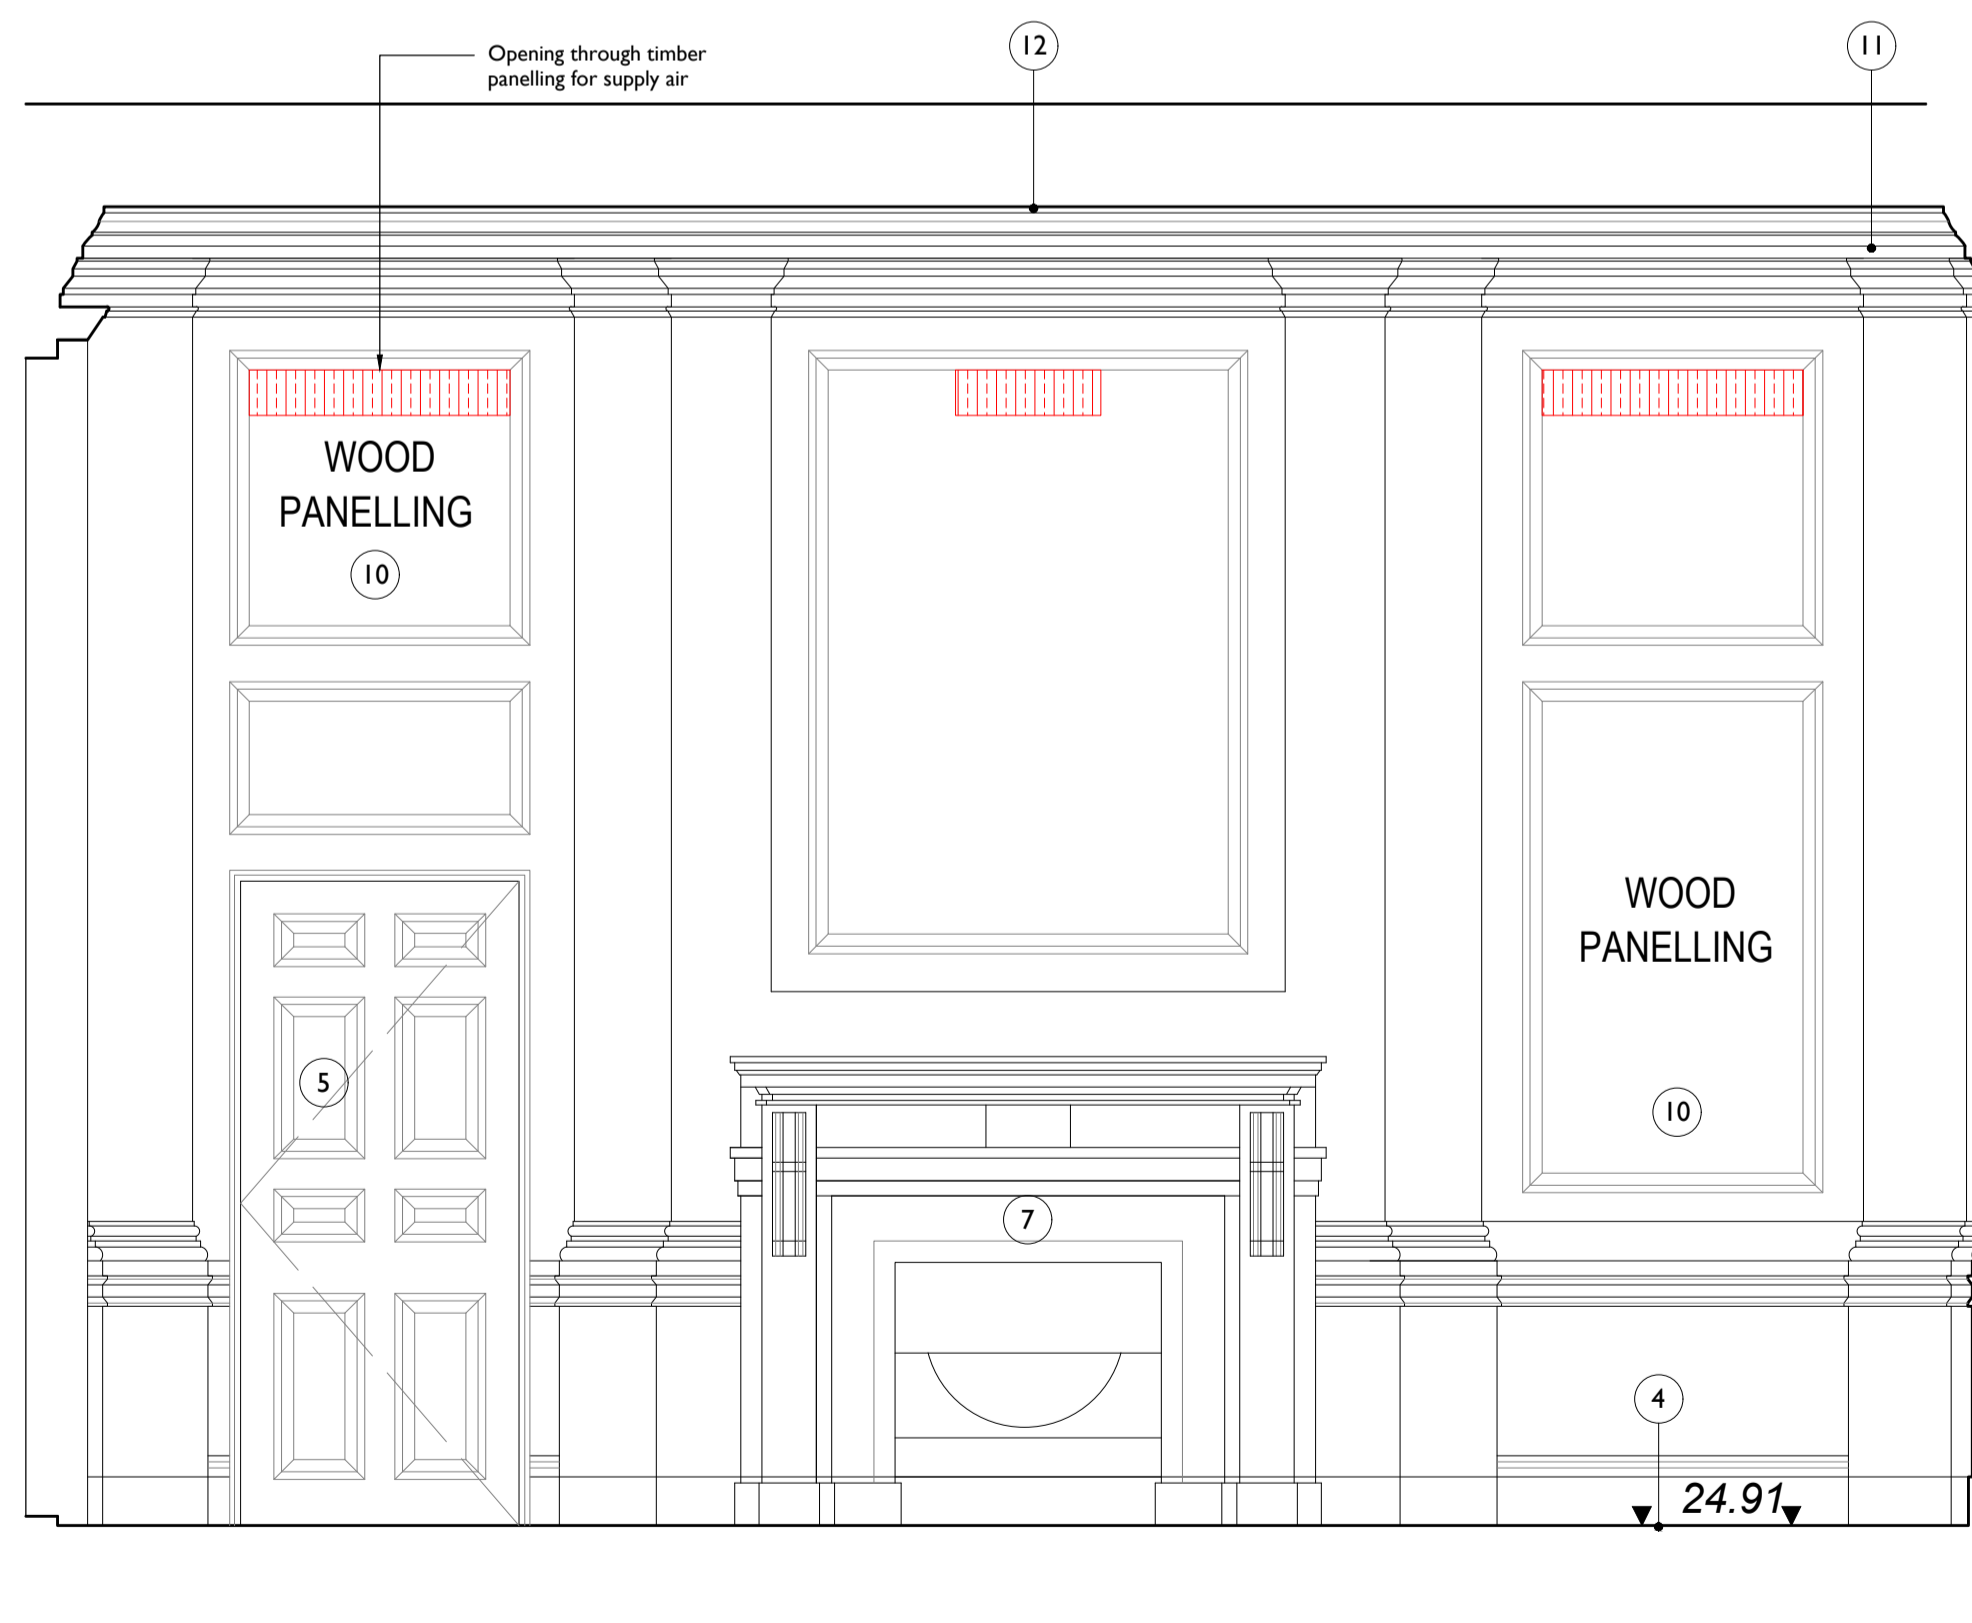 Opening through timber
panelling for supply air
12
11
WOOD
PANELLING
10
WOOD
PANELLING
5
10
7
4
24.91